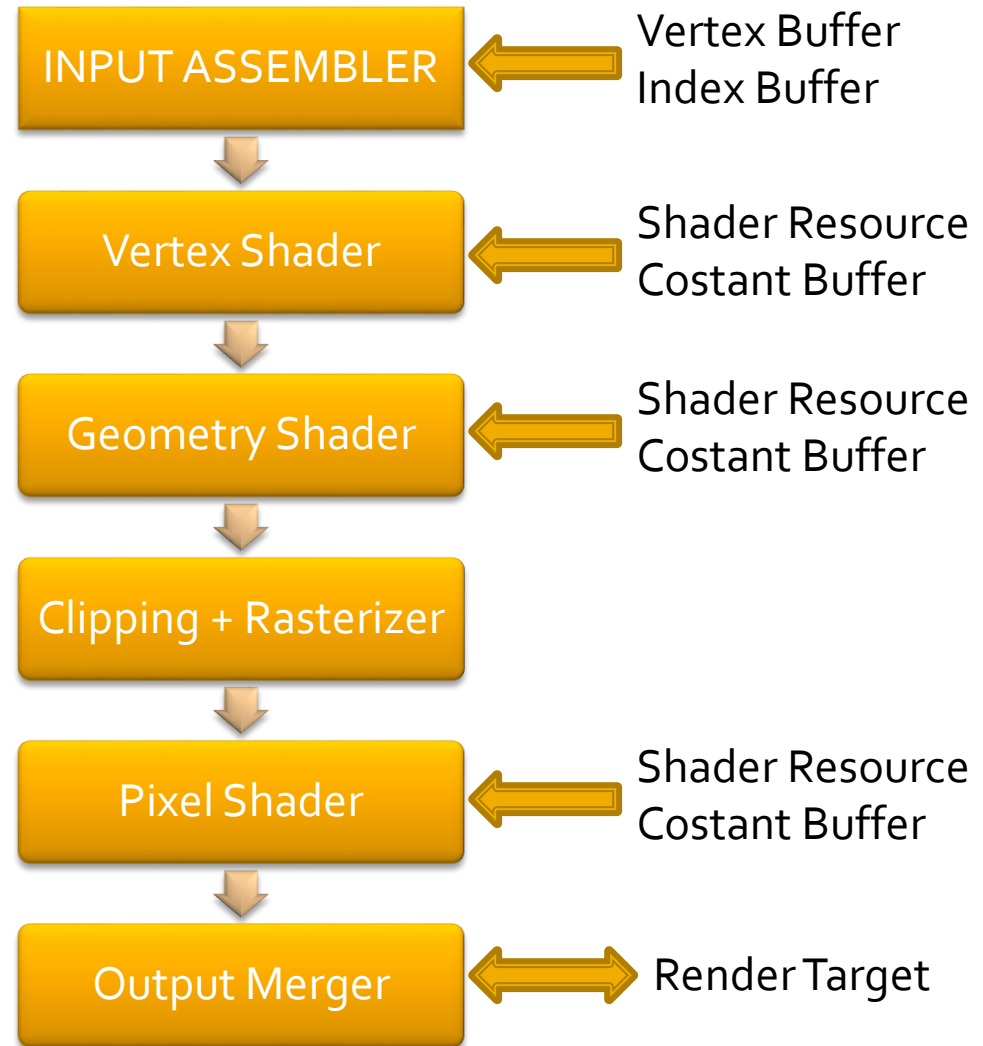 INPUT ASSEMBLER
Vertex Buffer
Index Buffer
Vertex Shader
Shader Resource
Costant Buffer
Geometry Shader
Shader Resource
Costant Buffer
Clipping + Rasterizer
Pixel Shader
Shader Resource
Costant Buffer
Output Merger
Render Target